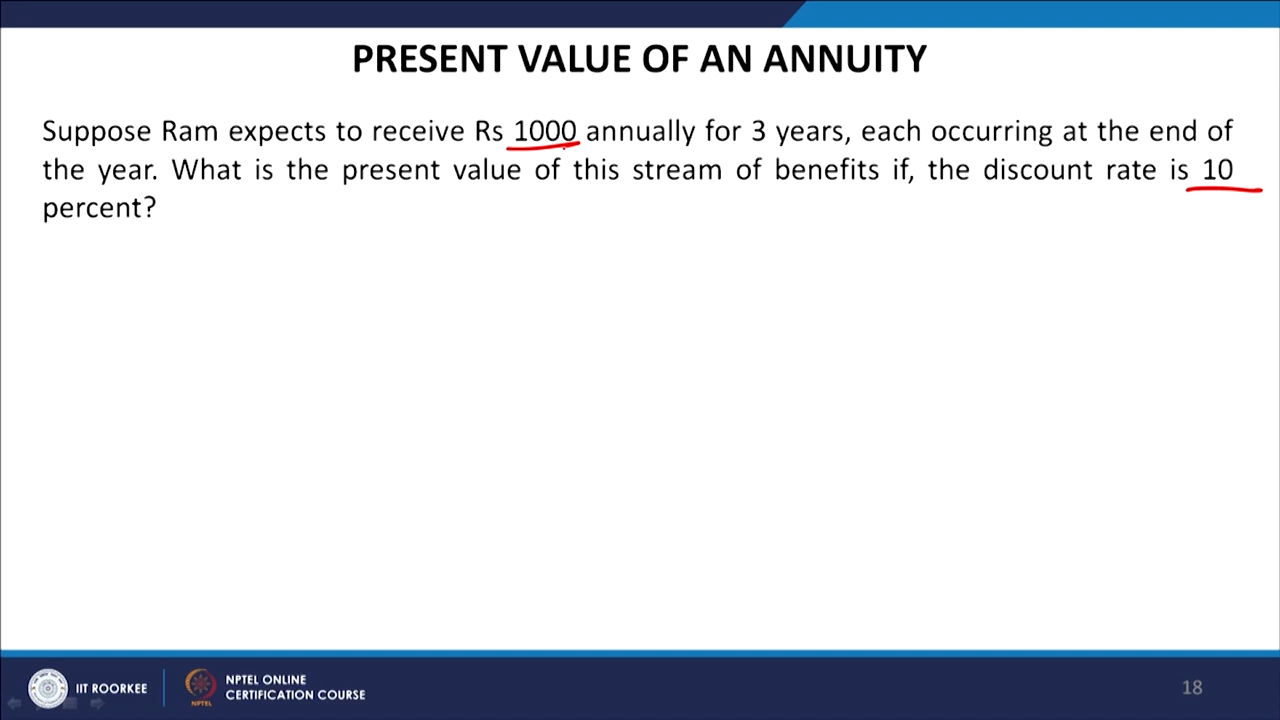 PRESENT VALUE OF AN ANNUITY
Suppose Ram expects to receive Rs 1000 annually for 3 years, each occurring at the end of
the year. What is the present value of this stream of benefits if, the discount rate is 10
percent?
IIT ROORKEE
NPTEL
NPTEL ONLINE
CERTIFICATION COURSE
18